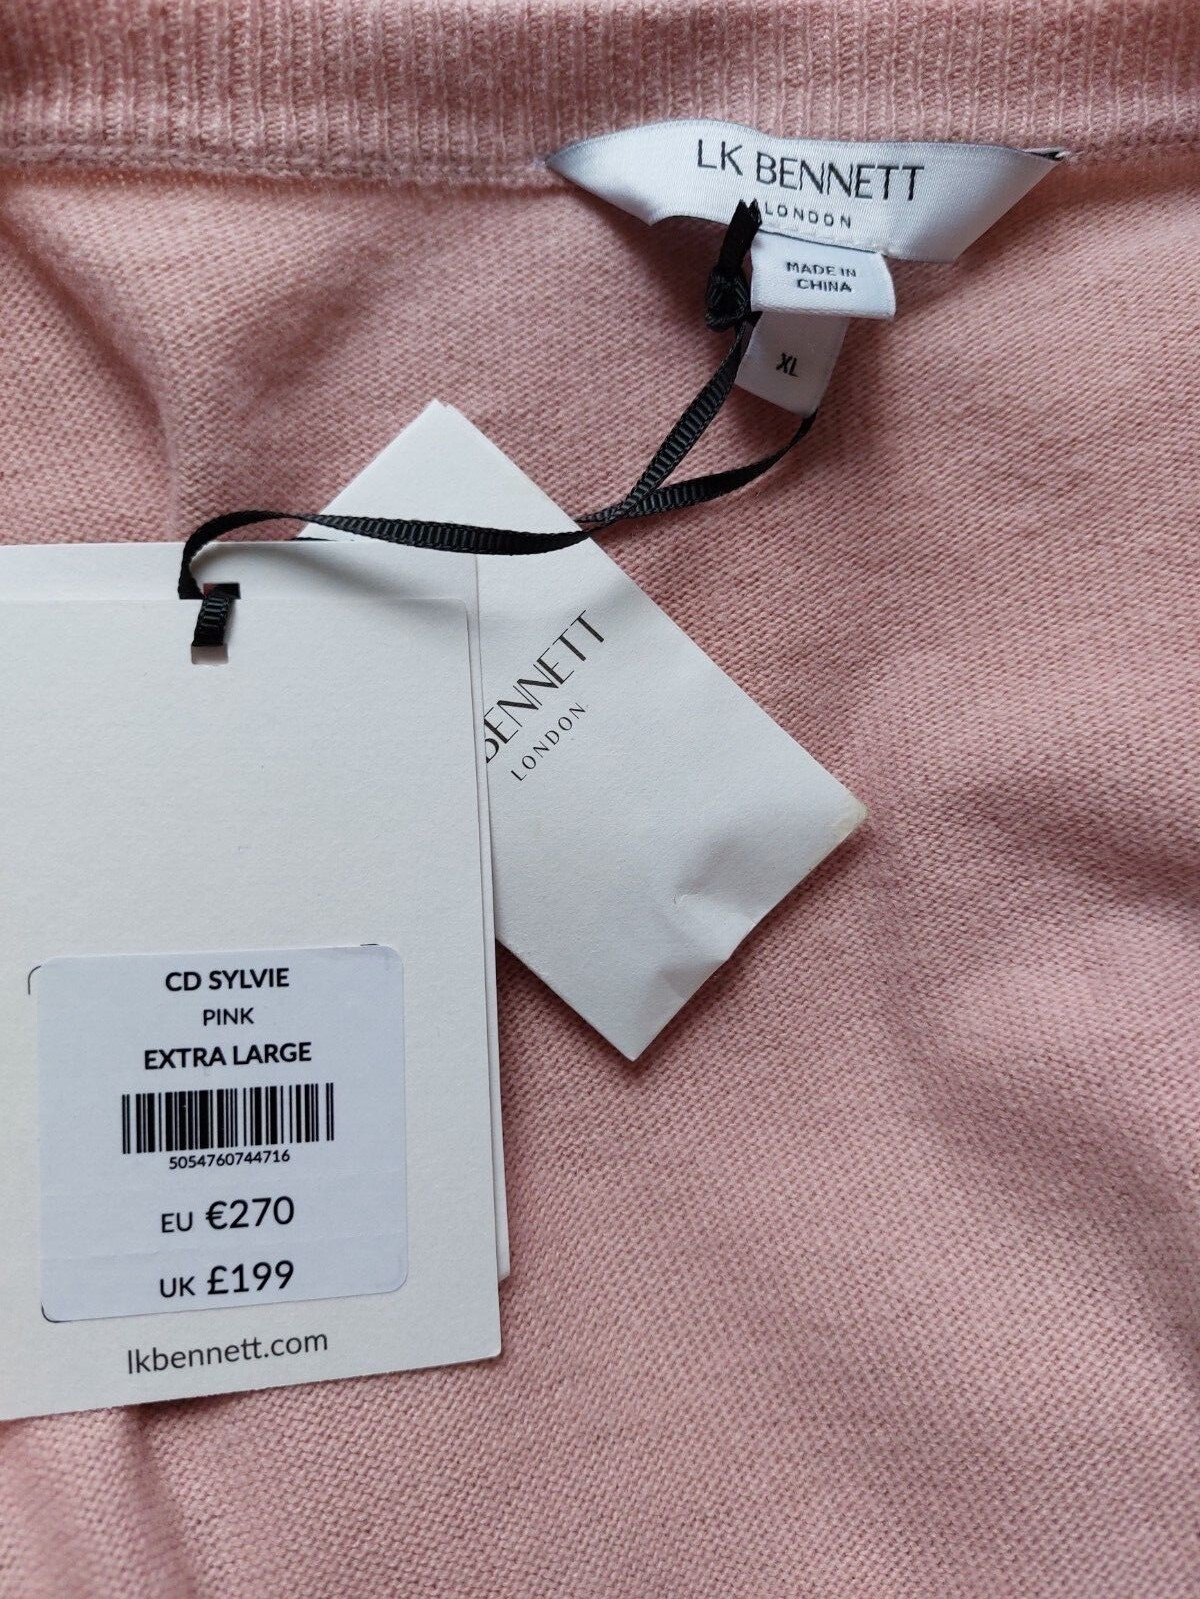 LK BENNETT
LONDON
MADE IN
CHINA
XL
BENNETT
LONDON
CD SYLVIE
PINK
EXTRA LARGE
5054760744716
EU €270
UK £199
lkbennett.com